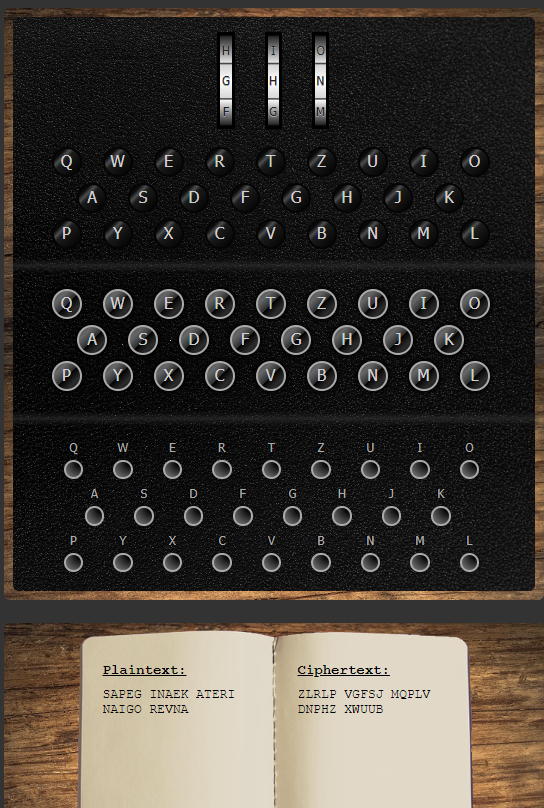 H I O
G H N
F G M
Q W E R T Z U I O
A S D F G H J K
P Y X C V B N M L
Q W E R T Z U I O
A S D F G H J K
P Y X C V B N M L
Q W E R T Z U I O
A S D F G H J K
P Y X C V B N M L
Plaintext:
SAPEG INAEK ATERI
NAIGO REVNA
Ciphertext:
ZLRLP VGFSJ MQPLV
DNPHZ XWUUB